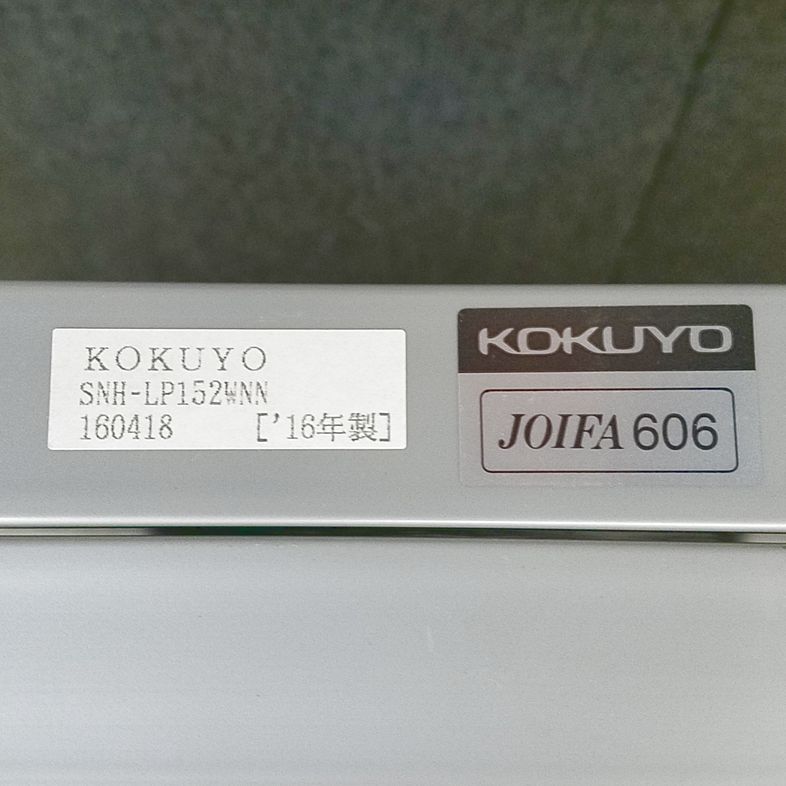 KOKUYO
SNH-LP152WNN
160418 ['16年製]
KOKUYO
JOIFA 606